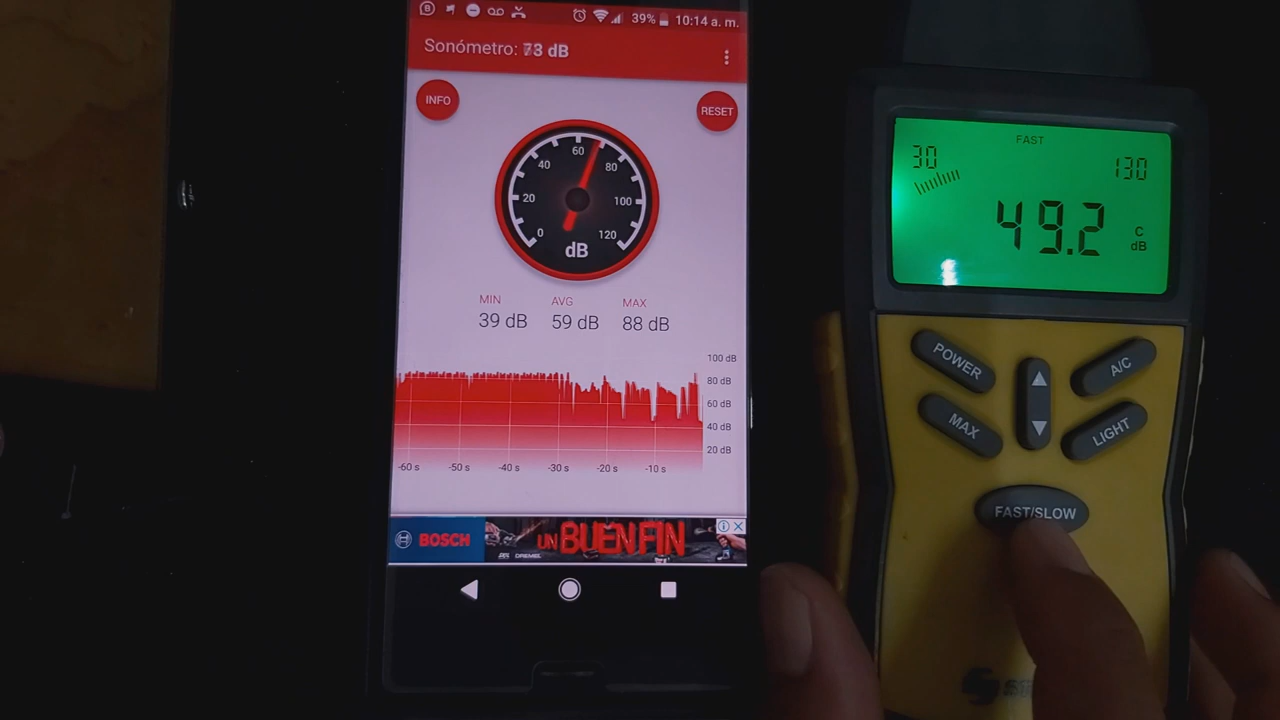 39% 10:14 a. m.
Sonómetro: 73 dB
INFO
RESET
0 20 40 60 80 100 120
dB
MIN AVG MAX
39 dB 59 dB 88 dB
100 dB
80 dB
60 dB
40 dB
20 dB
-60 s -50 s -40 s -30 s -20 s -10 s
BOSCH
UN BUEN FIN
DREMEL
FAST
30 130
49.2 C dB
POWER
A/C
MAX
LIGHT
FAST/SLOW